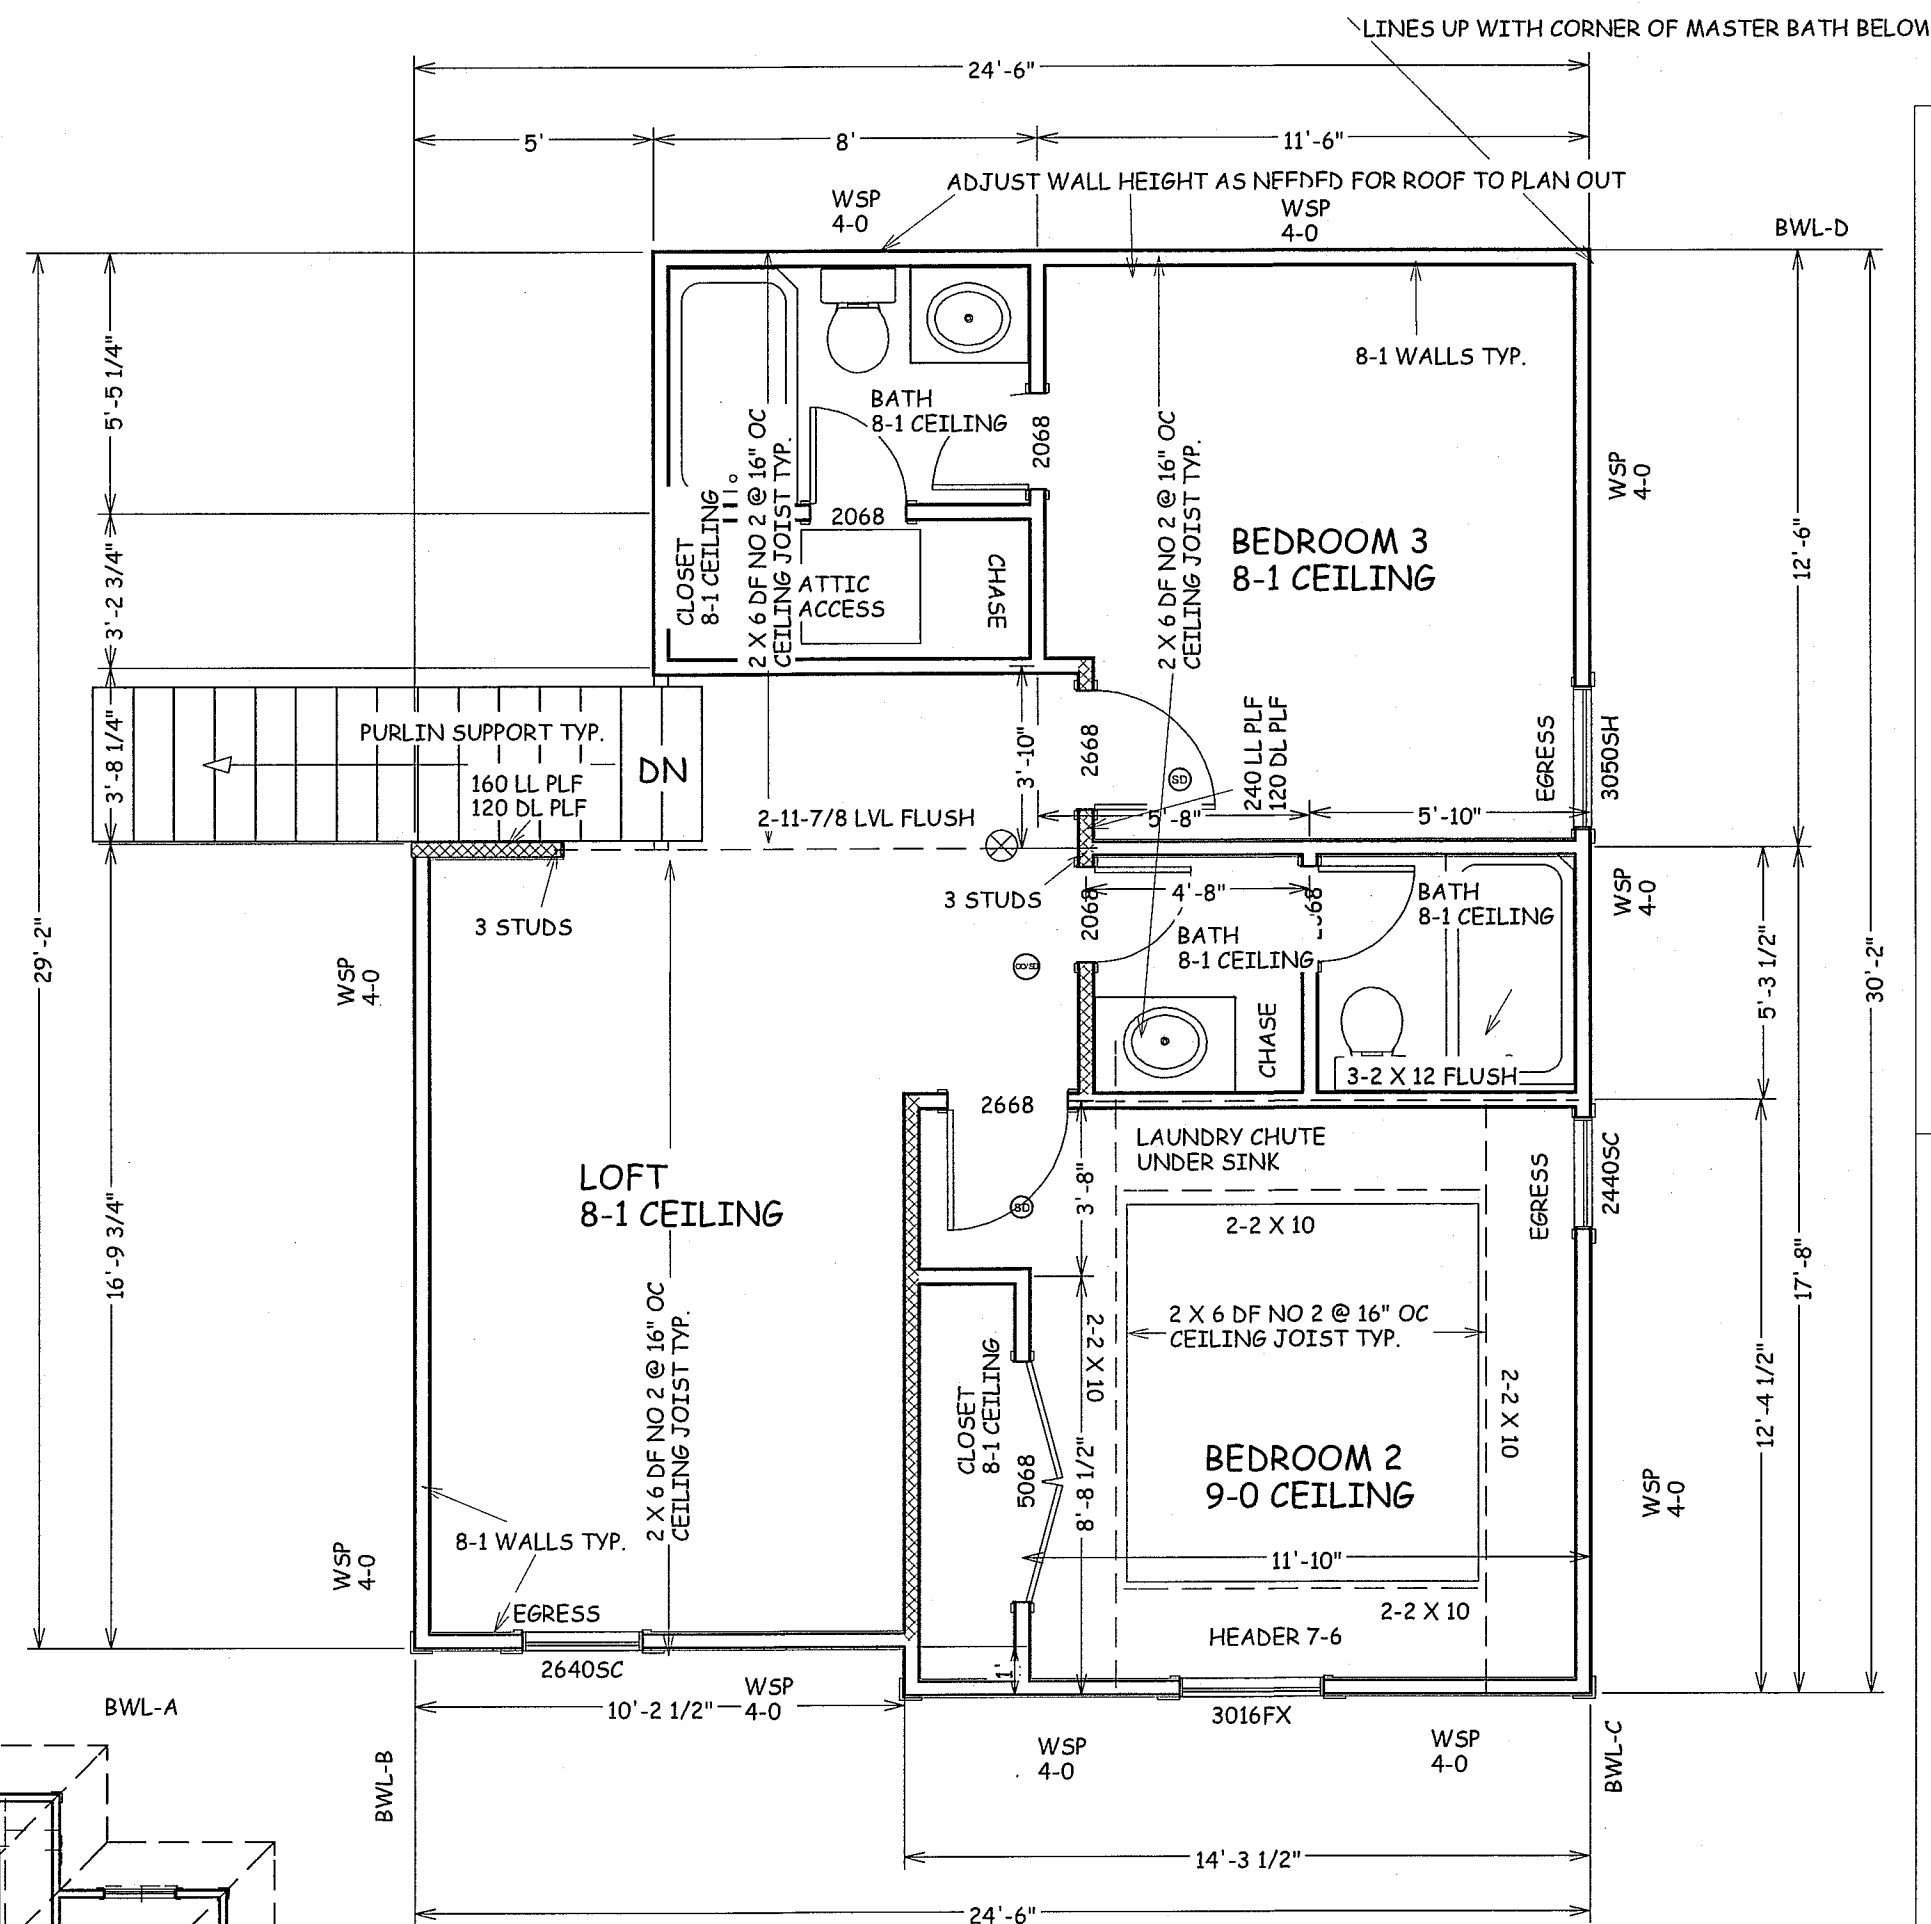 LINES UP WITH CORNER OF MASTER BATH BELOW
24'-6"
5'
8'
11'-6"
ADJUST WALL HEIGHT AS NEEDED FOR ROOF TO PLAN OUT
WSP
4-0
WSP
4-0
BWL-D
5'-5 1/4"
3'-2 3/4"
3'-8 1/4"
29'-2"
16'-9 3/4"
8-1 WALLS TYP.
BATH
8-1 CEILING
2068
2068
CLOSET
8-1 CEILING
2 X 6 DF NO 2 @ 16" OC
CEILING JOIST TYP.
ATTIC
ACCESS
CHASE
2 X 6 DF NO 2 @ 16" OC
CEILING JOIST TYP.
BEDROOM 3
8-1 CEILING
WSP
4-0
12'-6"
30'-2"
PURLIN SUPPORT TYP.
160 LL PLF
120 DL PLF
DN
2-11-7/8 LVL FLUSH
3'-10"
2668
SD
240 LL PLF
120 DL PLF
EGRESS
3050SH
5'-8"
5'-10"
3 STUDS
3 STUDS
2068
4'-8"
BATH
8-1 CEILING
BATH
8-1 CEILING
WSP
4-0
WSP
4-0
CO/SD
CHASE
3-2 X 12 FLUSH
5'-3 1/2"
2668
LAUNDRY CHUTE
UNDER SINK
3'-8"
SD
EGRESS
2440SC
LOFT
8-1 CEILING
2-2 X 10
2 X 6 DF NO 2 @ 16" OC
CEILING JOIST TYP.
2-2 X 10
2-2 X 10
17'-8"
12'-4 1/2"
2 X 6 DF NO 2 @ 16" OC
CEILING JOIST TYP.
CLOSET
8-1 CEILING
5068
8'-8 1/2"
BEDROOM 2
9-0 CEILING
WSP
4-0
WSP
4-0
8-1 WALLS TYP.
11'-10"
EGRESS
2-2 X 10
HEADER 7-6
2640SC
1'
3016FX
10'-2 1/2"
WSP
4-0
WSP
4-0
WSP
4-0
BWL-A
BWL-B
BWL-C
14'-3 1/2"
24'-6"